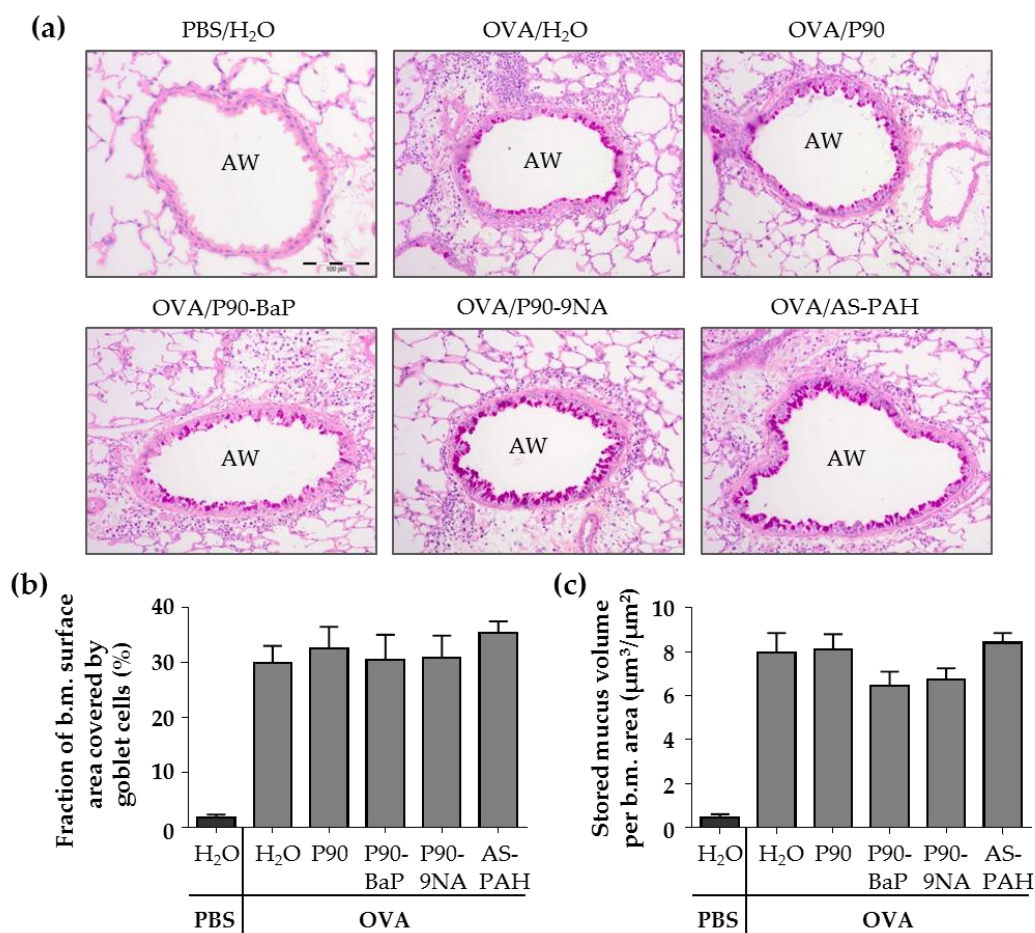 (a)
PBS/H₂O OVA/H₂O OVA/P90
AW AW AW
100 µm
OVA/P90-BaP OVA/P90-9NA OVA/AS-PAH
AW AW AW
(b)
Fraction of b.m. surface
area covered by
goblet cells (%)
40
30
20
10
0
H₂O H₂O P90 P90- P90- AS-
BaP 9NA PAH
PBS OVA
(c)
Stored mucus volume
per b.m. area (µm³/µm²)
10
8
6
4
2
0
H₂O H₂O P90 P90- P90- AS-
BaP 9NA PAH
PBS OVA